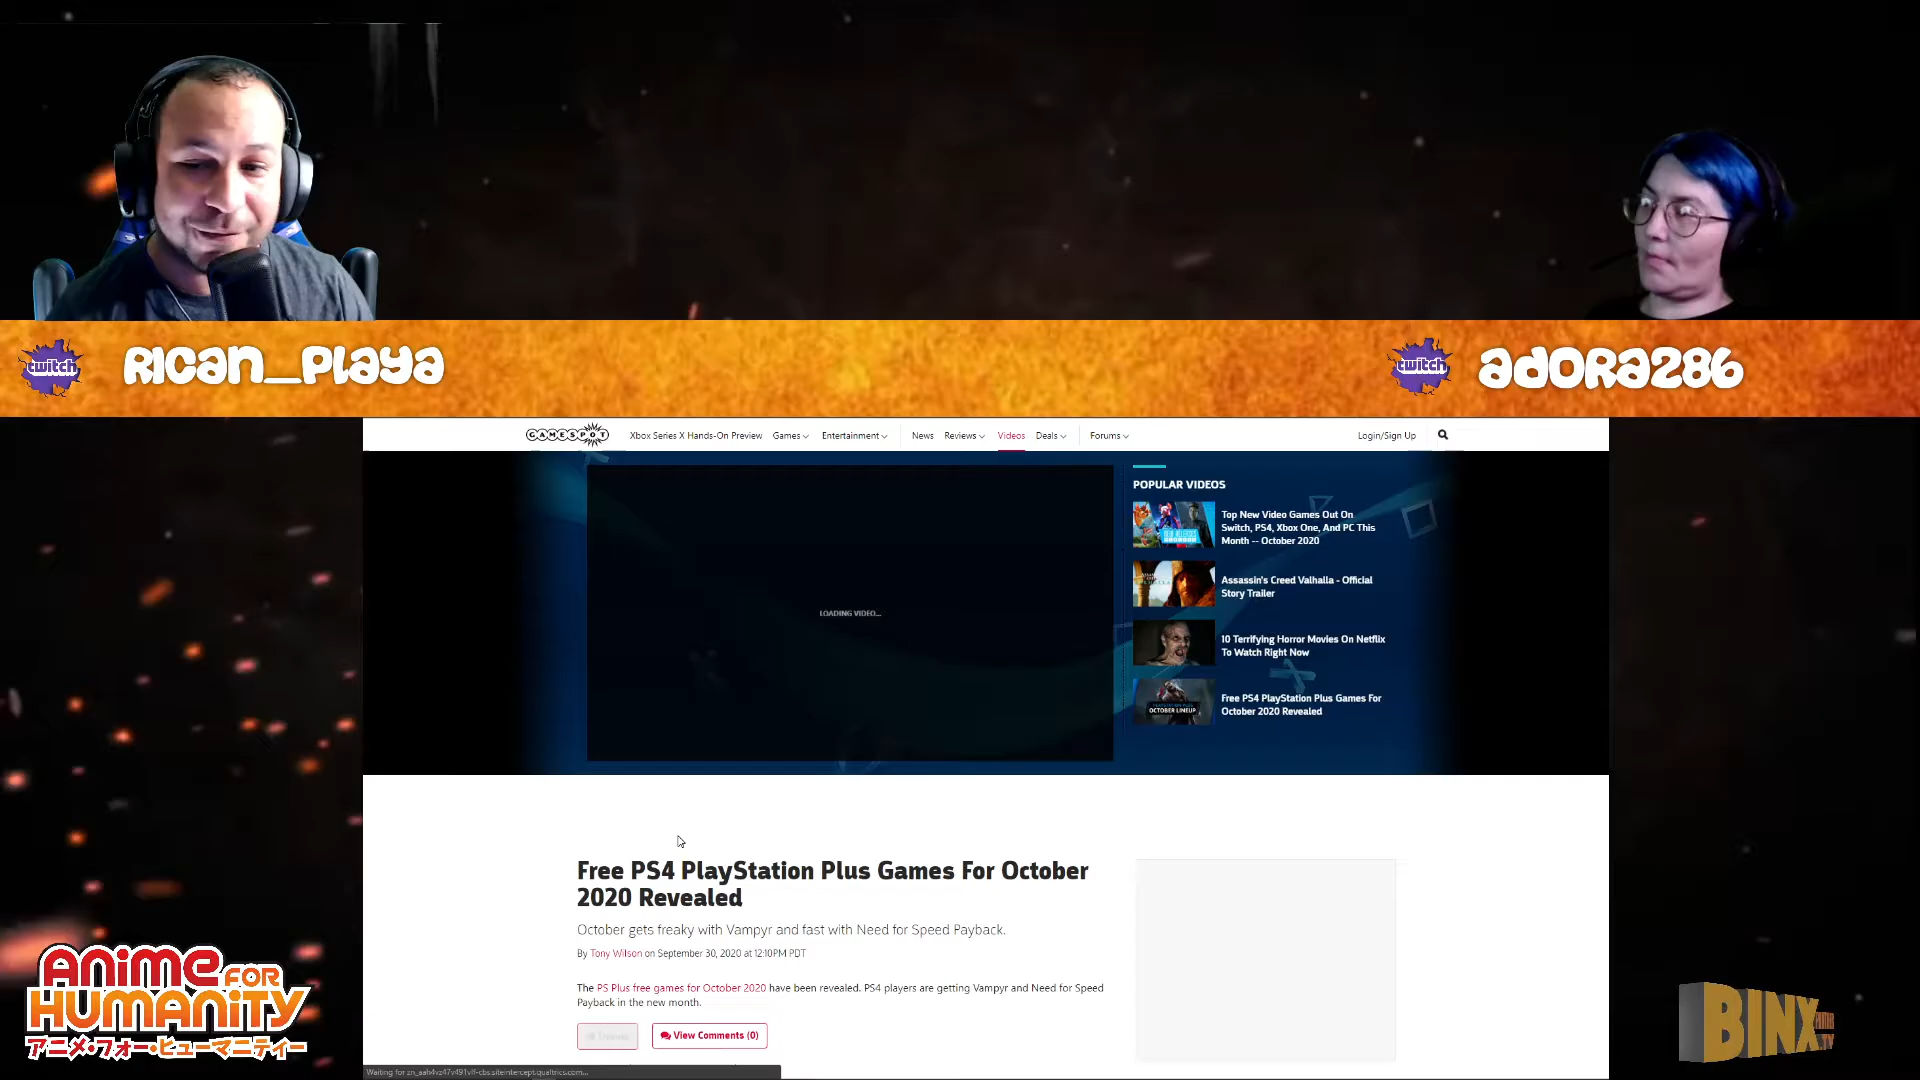 twitch
Rican_Playa
twitch
adora286
GAMESPOT
Xbox Series X Hands-On Preview
Games
Entertainment
News
Reviews
Videos
Deals
Forums
Login/Sign Up
LOADING VIDEO...
POPULAR VIDEOS
Top New Video Games Out On
Switch, PS4, Xbox One, And PC This
Month -- October 2020
Assassin's Creed Valhalla - Official
Story Trailer
10 Terrifying Horror Movies On Netflix
To Watch Right Now
OCTOBER LINEUP
Free PS4 PlayStation Plus Games For
October 2020 Revealed
Free PS4 PlayStation Plus Games For October
2020 Revealed
October gets freaky with Vampyr and fast with Need for Speed Payback.
By Tony Wilson on September 30, 2020 at 12:10PM PDT
The PS Plus free games for October 2020 have been revealed. PS4 players are getting Vampyr and Need for Speed
Payback in the new month.
View Comments (0)
Anime FOR
HUMANITY
アニメ・フォー・ヒューマニティー
BINX
.TV